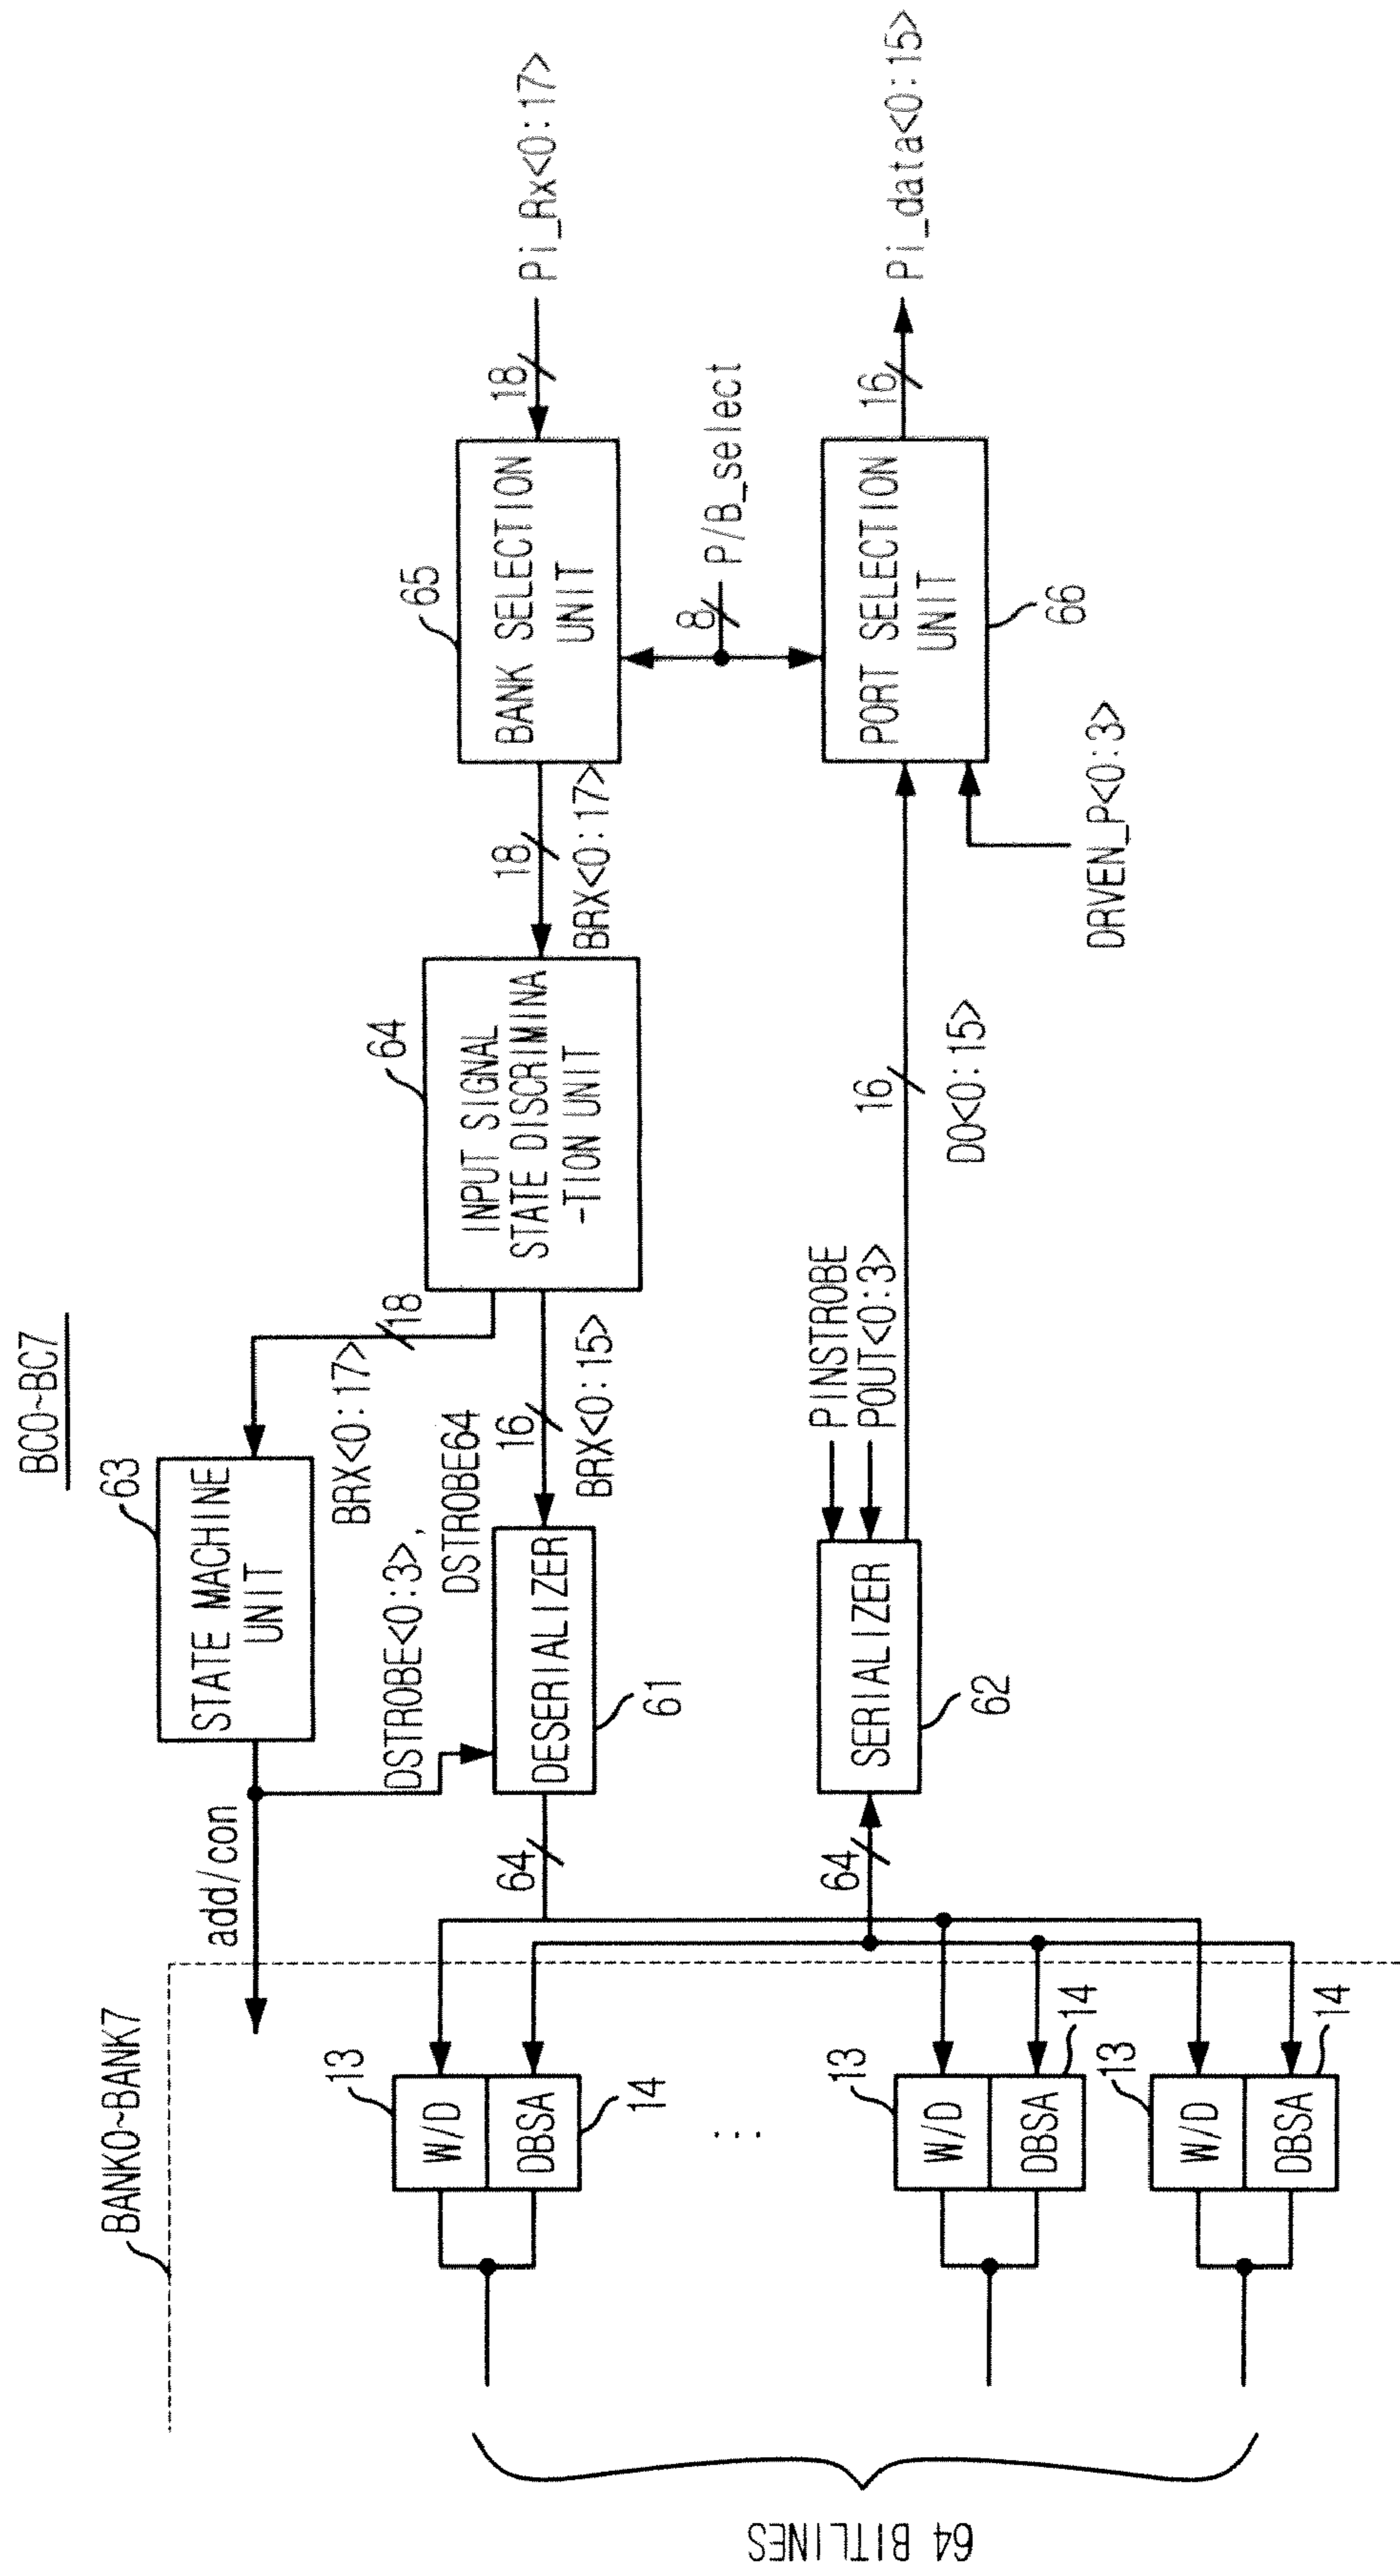 BC0~BC7
BANK0~BANK7
add/con
63
STATE MACHINE
UNIT
BRX<0:17>
18
64
INPUT SIGNAL
STATE DISCRIMINA
-TION UNIT
18
BRX<0:17>
65
BANK SELECTION
UNIT
18
Pi_Rx<0:17>
DSTROBE<0:3>,
DSTROBE64
16
BRX<0:15>
DESERIALIZER
61
64
8
P/B_select
PINSTROBE
POUT<0:3>
SERIALIZER
62
64
16
DO<0:15>
PORT SELECTION
UNIT
66
DRVEN_P<0:3>
16
Pi_data<0:15>
13
W/D
DBSA
14
...
13
W/D
DBSA
14
13
W/D
DBSA
14
64 BITLINES